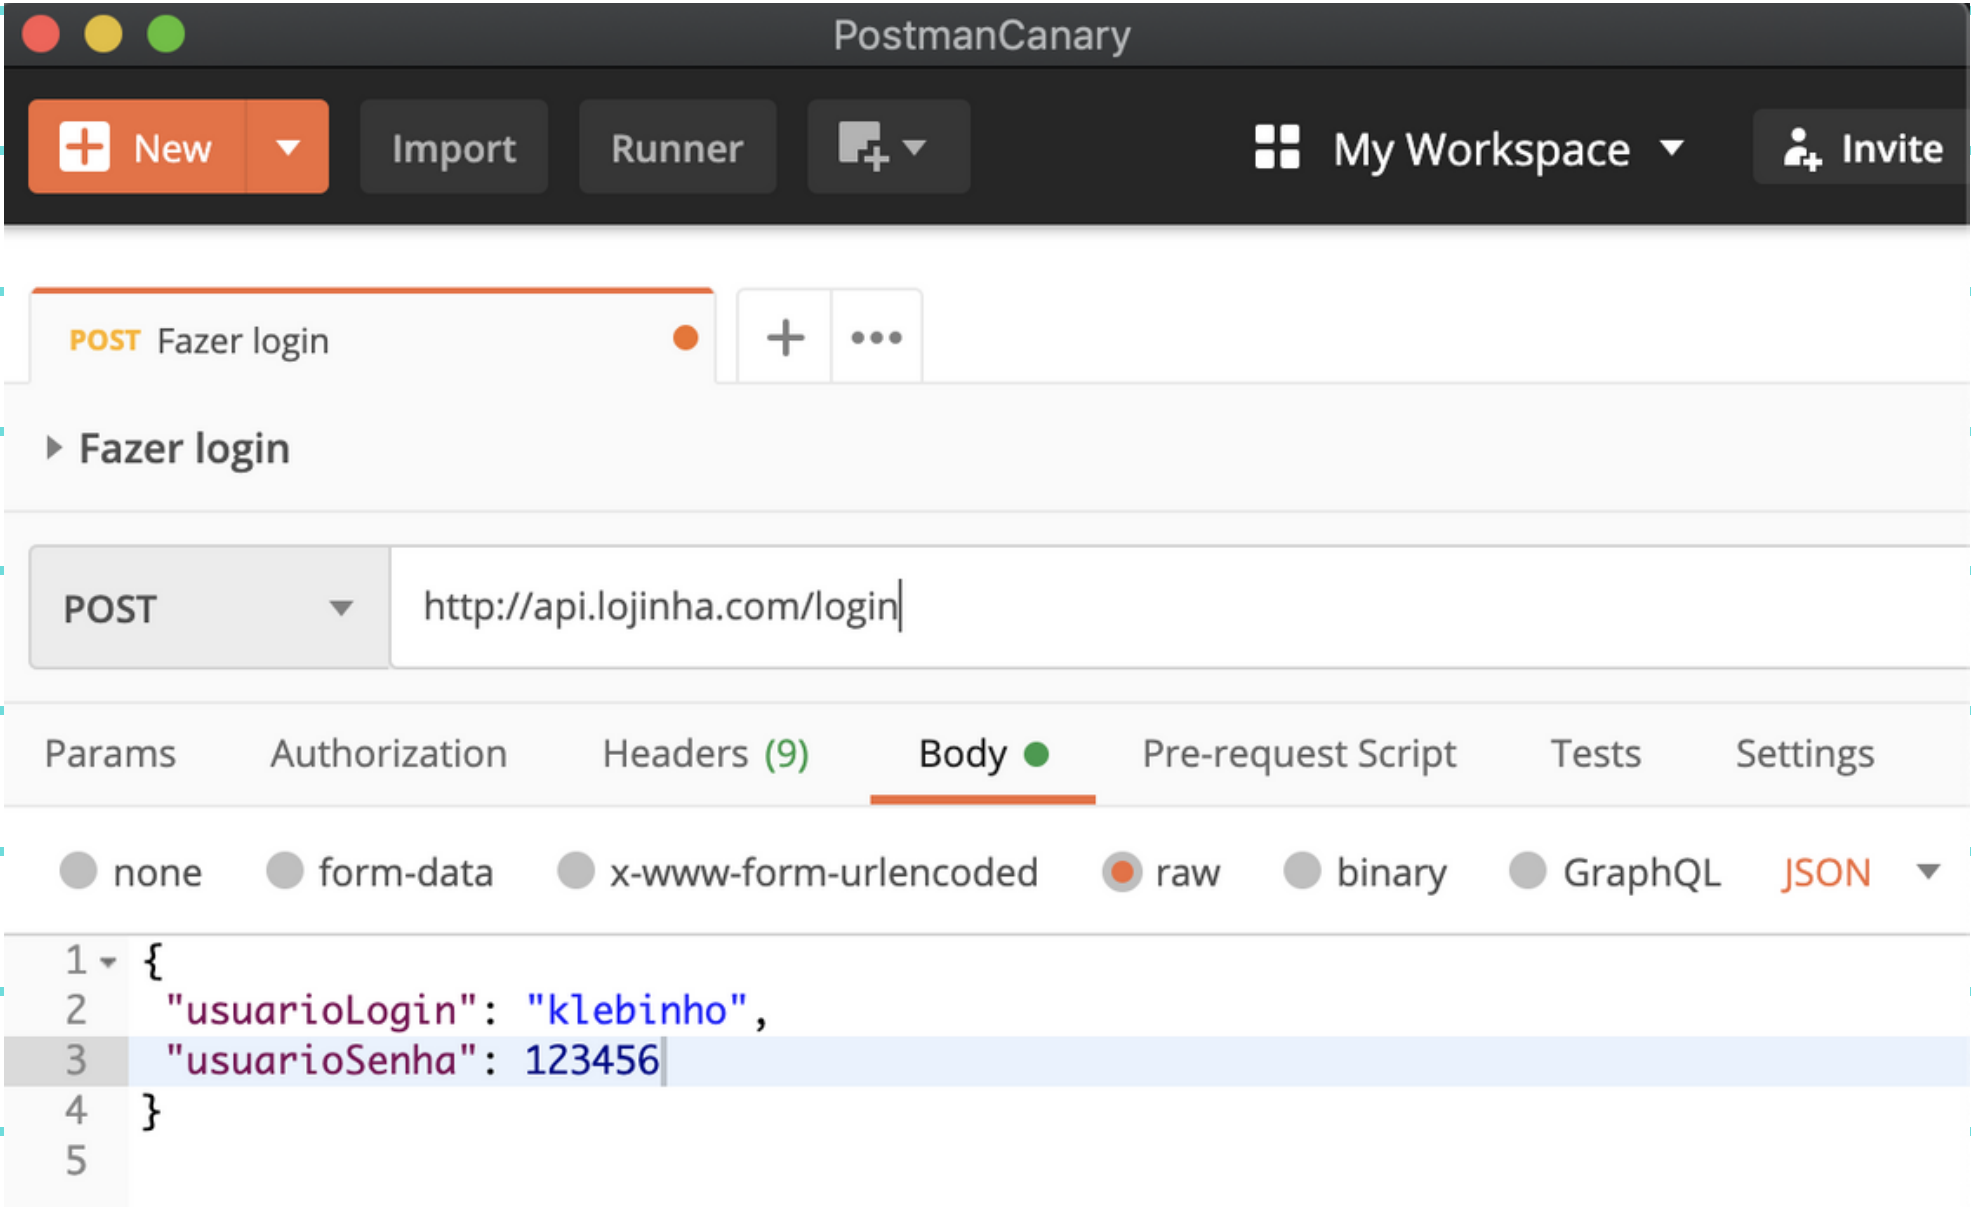 PostmanCanary
New Import Runner My Workspace Invite
POST Fazer login
Fazer login
POST http://api.lojinha.com/login
Params Authorization Headers (9) Body Pre-request Script Tests Settings
none form-data x-www-form-urlencoded raw binary GraphQL JSON
1 {
2 "usuarioLogin": "klebinho",
3 "usuarioSenha": 123456
4 }
5